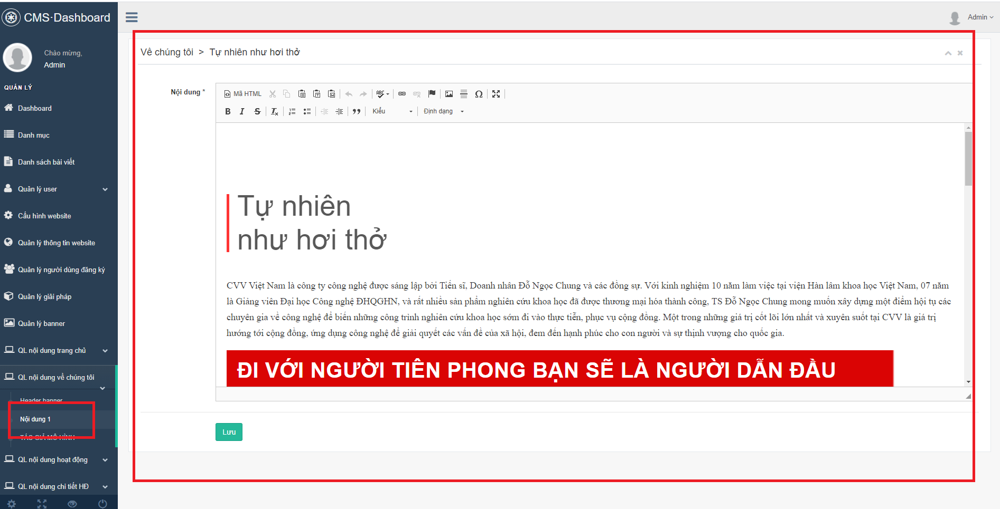 CMS·Dashboard
Admin
Chào mừng,
Admin
QUẢN LÝ
Dashboard
Danh mục
Danh sách bài viết
Quản lý user
Cấu hình website
Quản lý thông tin website
Quản lý người dùng đăng ký
Quản lý giải pháp
Quản lý banner
QL nội dung trang chủ
QL nội dung về chúng tôi
Header banner
Nội dung 1
TÁC GIẢ MÔ HÌNH
QL nội dung hoạt động
QL nội dung chi tiết HĐ
Về chúng tôi > Tự nhiên như hơi thở
Nội dung *
Mã HTML
ABC
B I S Tx
Kiểu
Định dạng
Tự nhiên
như hơi thở
CVV Việt Nam là công ty công nghệ được sáng lập bởi Tiến sĩ, Doanh nhân Đỗ Ngọc Chung và các đồng sự. Với kinh nghiệm 10 năm làm việc tại viện Hàn lâm khoa học Việt Nam, 07 năm
là Giảng viên Đại học Công nghệ ĐHQGHN, và rất nhiều sản phẩm nghiên cứu khoa học đã được thương mại hóa thành công, TS Đỗ Ngọc Chung mong muốn xây dựng một điểm hội tụ các
chuyên gia về công nghệ để biến những công trình nghiên cứu khoa học sớm đi vào thực tiễn, phục vụ cộng đồng. Một trong những giá trị cốt lõi lớn nhất và xuyên suốt tại CVV là giá trị
hướng tới cộng đồng, ứng dụng công nghệ để giải quyết các vấn đề của xã hội, đem đến hạnh phúc cho con người và sự thịnh vượng cho quốc gia.
ĐI VỚI NGƯỜI TIÊN PHONG BẠN SẼ LÀ NGƯỜI DẪN ĐẦU
Lưu